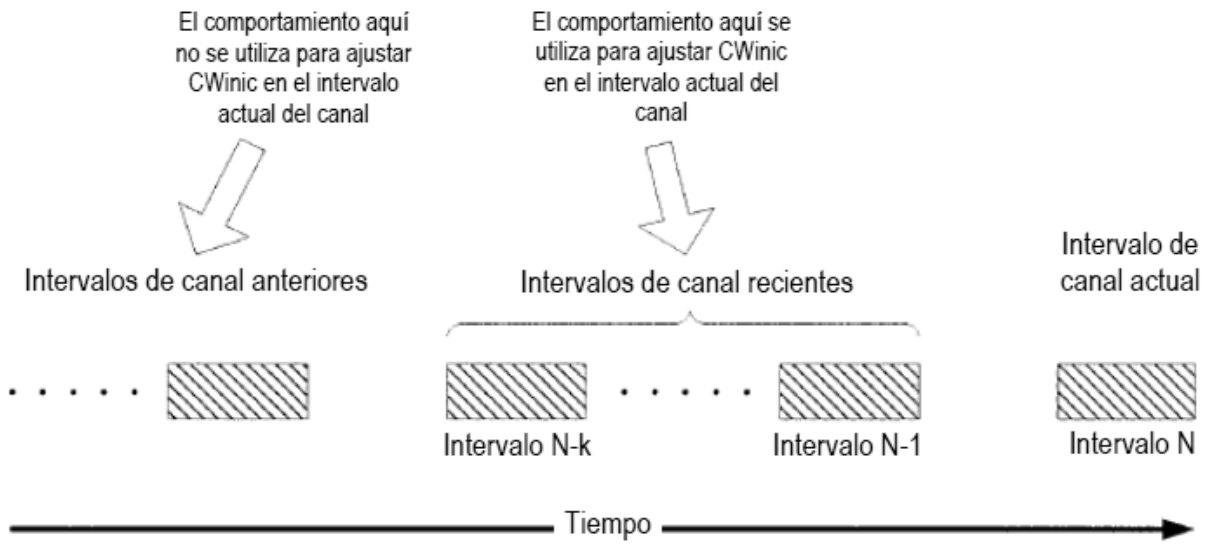 El comportamiento aquí
no se utiliza para ajustar
CWinic en el intervalo
actual del canal
El comportamiento aquí se
utiliza para ajustar CWinic
en el intervalo actual del
canal
Intervalos de canal anteriores
Intervalos de canal recientes
Intervalo de
canal actual
Intervalo N-k
Intervalo N-1
Intervalo N
Tiempo